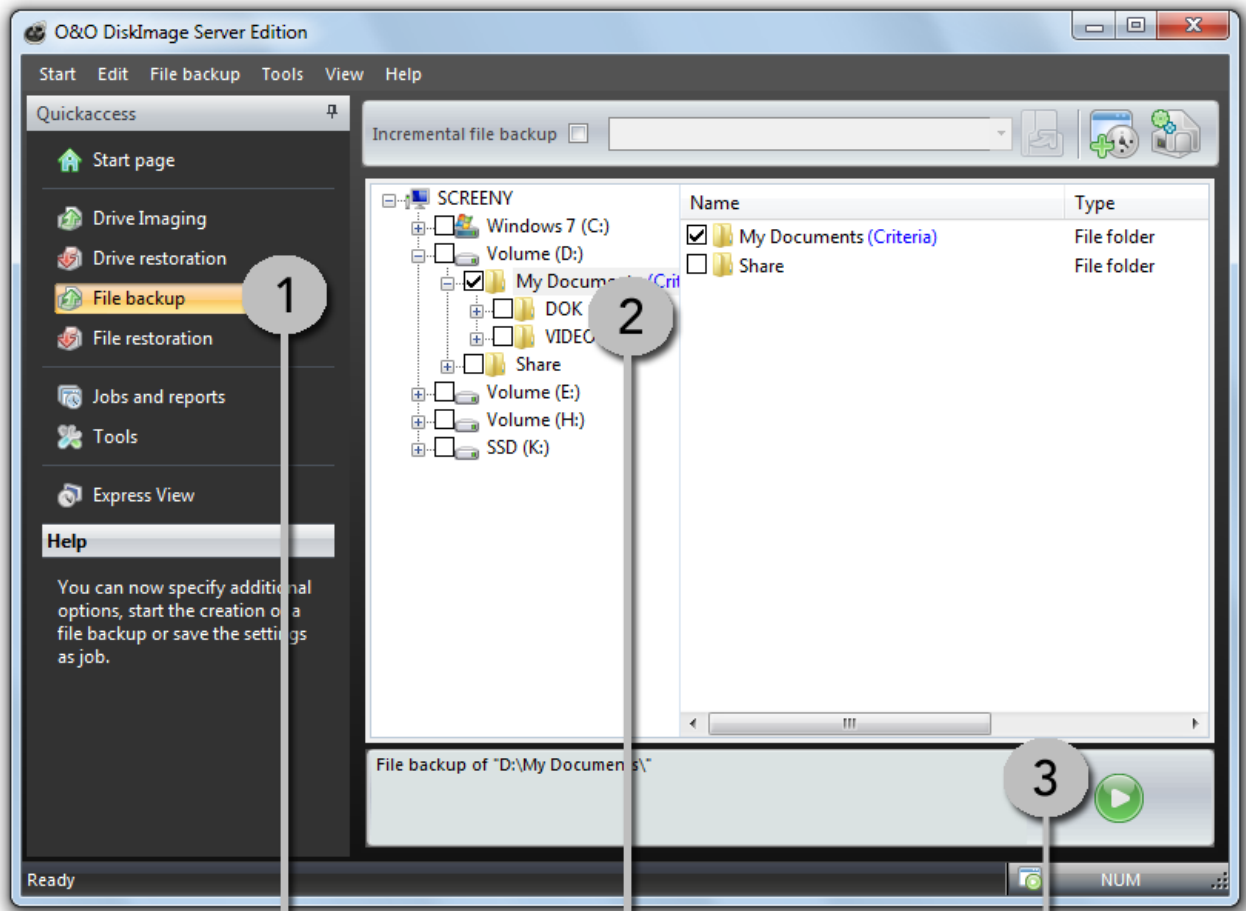 O&O DiskImage Server Edition
Start Edit File backup Tools View Help
Quickaccess
Start page
Drive Imaging
Drive restoration
File backup
File restoration
Jobs and reports
Tools
Express View
Help
You can now specify additional
options, start the creation of a
file backup or save the settings
as job.
Incremental file backup
SCREENY
Windows 7 (C:)
Volume (D:)
My Documents (Crit
DOK
VIDEO
Share
Volume (E:)
Volume (H:)
SSD (K:)
Name Type
My Documents (Criteria) File folder
Share File folder
File backup of "D:\My Documents\"
1
2
3
Ready
NUM